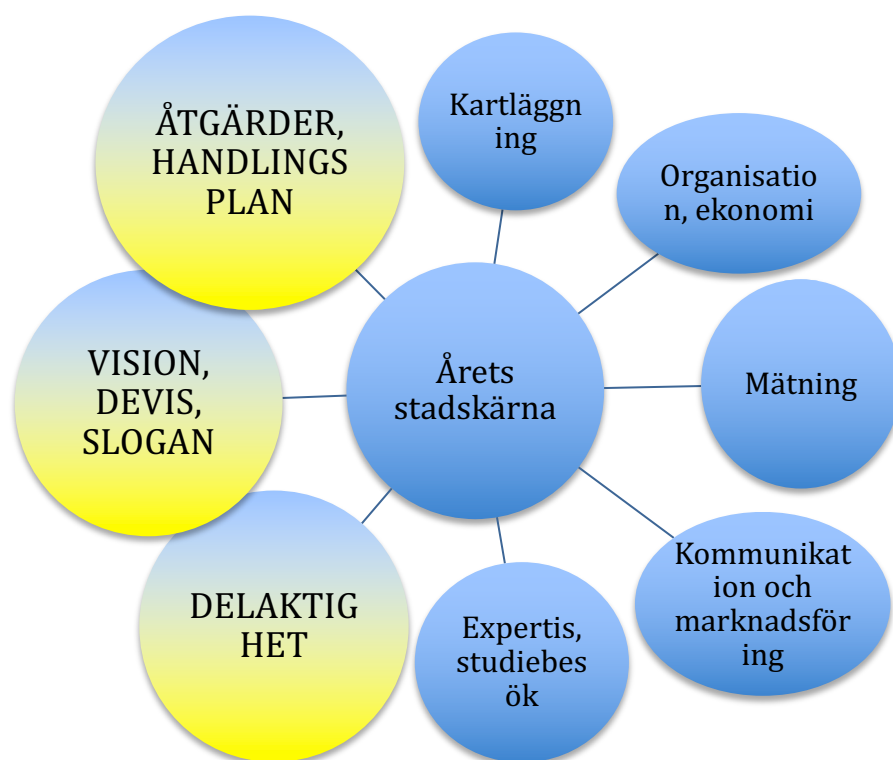 ÅTGÄRDER,
HANDLINGS
PLAN
Kartläggn
ing
Organisatio
n, ekonomi
VISION,
DEVIS,
SLOGAN
Årets
stadskärna
Mätning
DELAKTIG
HET
Expertis,
studiebes
ök
Kommunikat
ion och
marknadsför
ing